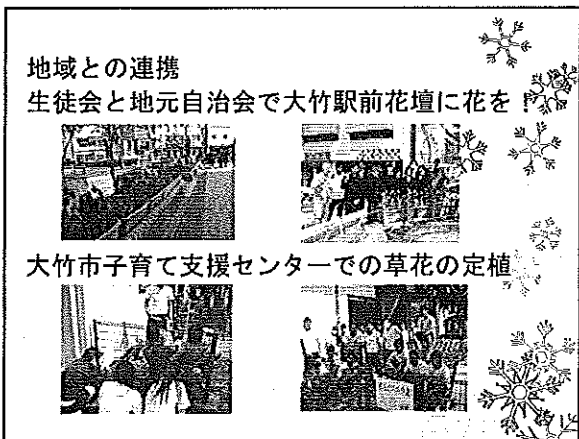 地域との連携
生徒会と地元自治会で大竹駅前花壇に花を!
大竹市子育て支援センターでの草花の定植